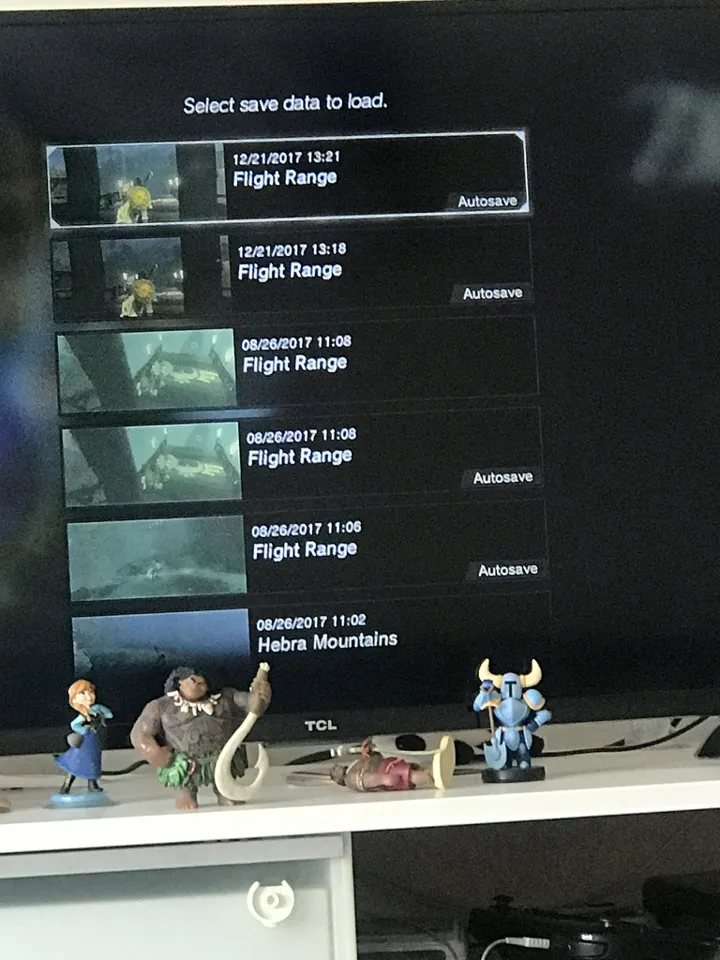 Select save data to load.
12/21/2017 13:21
Flight Range
Autosave
12/21/2017 13:18
Flight Range
Autosave
08/26/2017 11:08
Flight Range
08/26/2017 11:08
Flight Range
Autosave
08/26/2017 11:06
Flight Range
Autosave
08/26/2017 11:02
Hebra Mountains
TCL